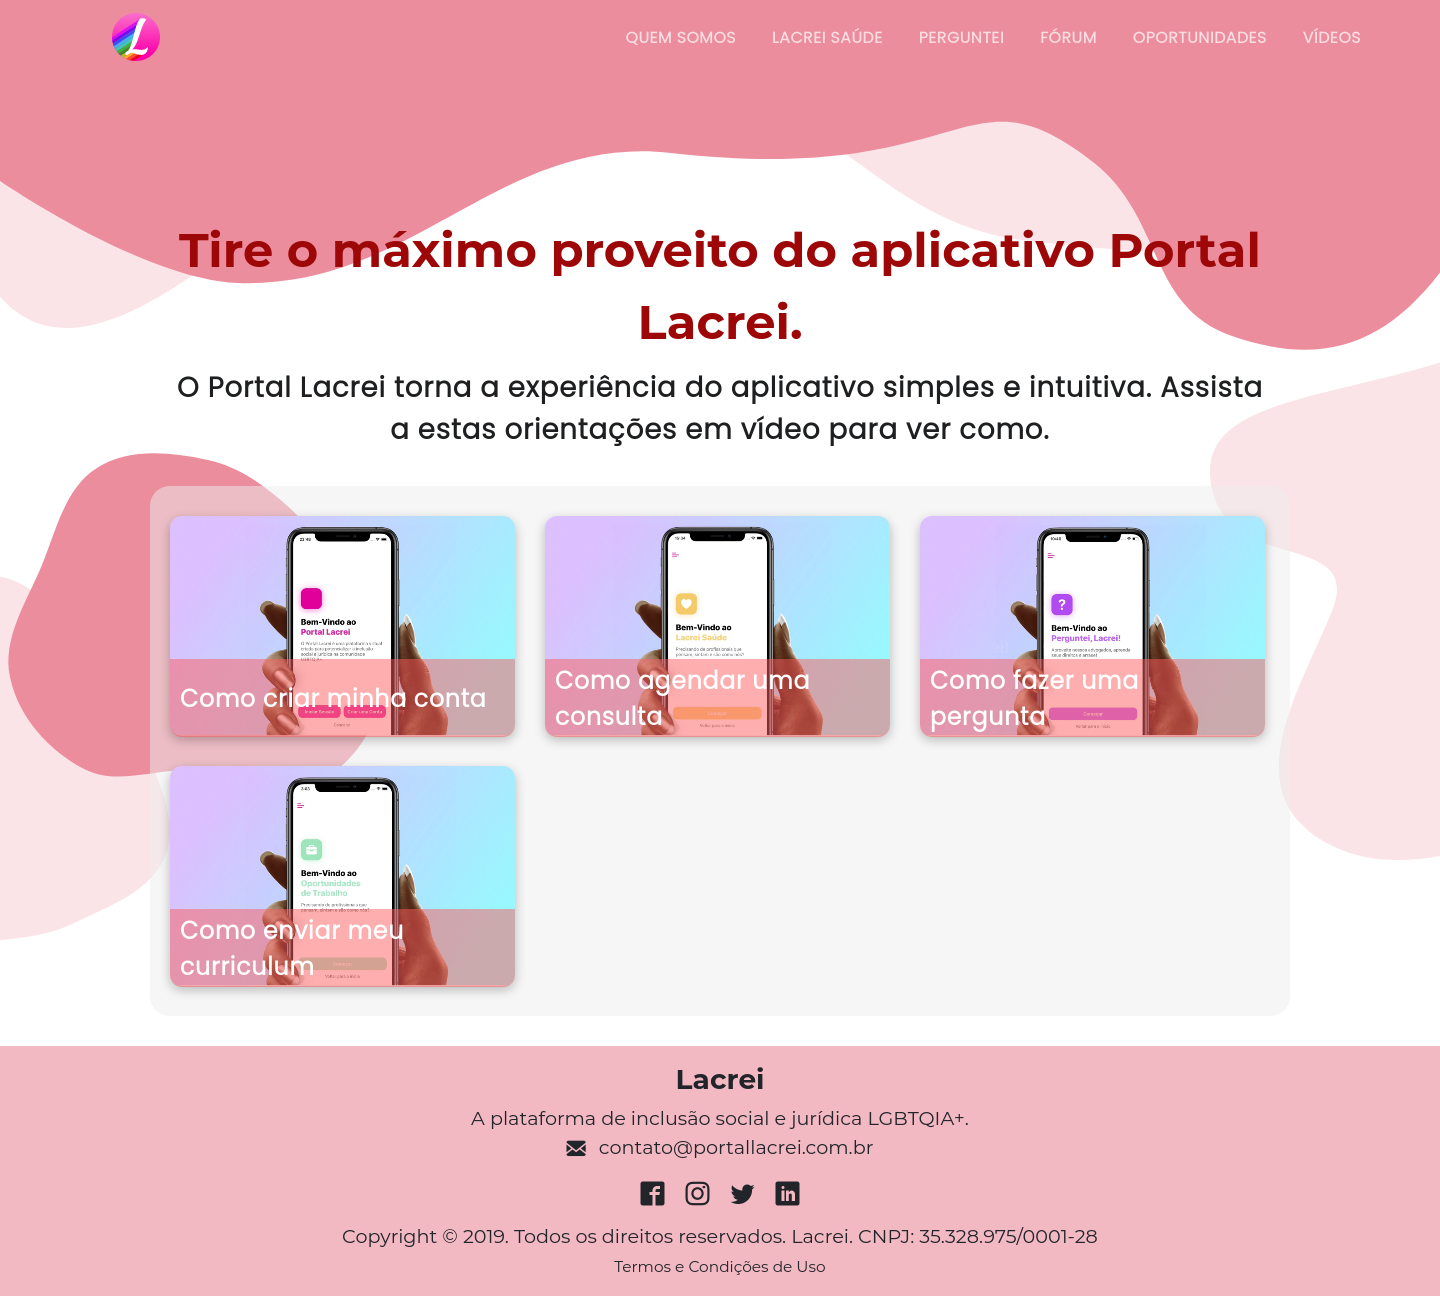 L
QUEM SOMOS LACREI SAÚDE PERGUNTEI FÓRUM OPORTUNIDADES VÍDEOS
Tire o máximo proveito do aplicativo Portal
Lacrei.
O Portal Lacrei torna a experiência do aplicativo simples e intuitiva. Assista
a estas orientações em vídeo para ver como.
Bem-Vindo ao
Portal Lacrei
Como criar minha conta
Bem-Vindo ao
Lacrei Saúde
Como agendar uma
consulta
Bem-Vindo ao
Perguntei, Lacrei!
Como fazer uma
pergunta
Bem-Vindo ao
Oportunidades
de Trabalho
Como enviar meu
curriculum
Lacrei
A plataforma de inclusão social e jurídica LGBTQIA+.
contato@portallacrei.com.br
Copyright © 2019. Todos os direitos reservados. Lacrei. CNPJ: 35.328.975/0001-28
Termos e Condições de Uso